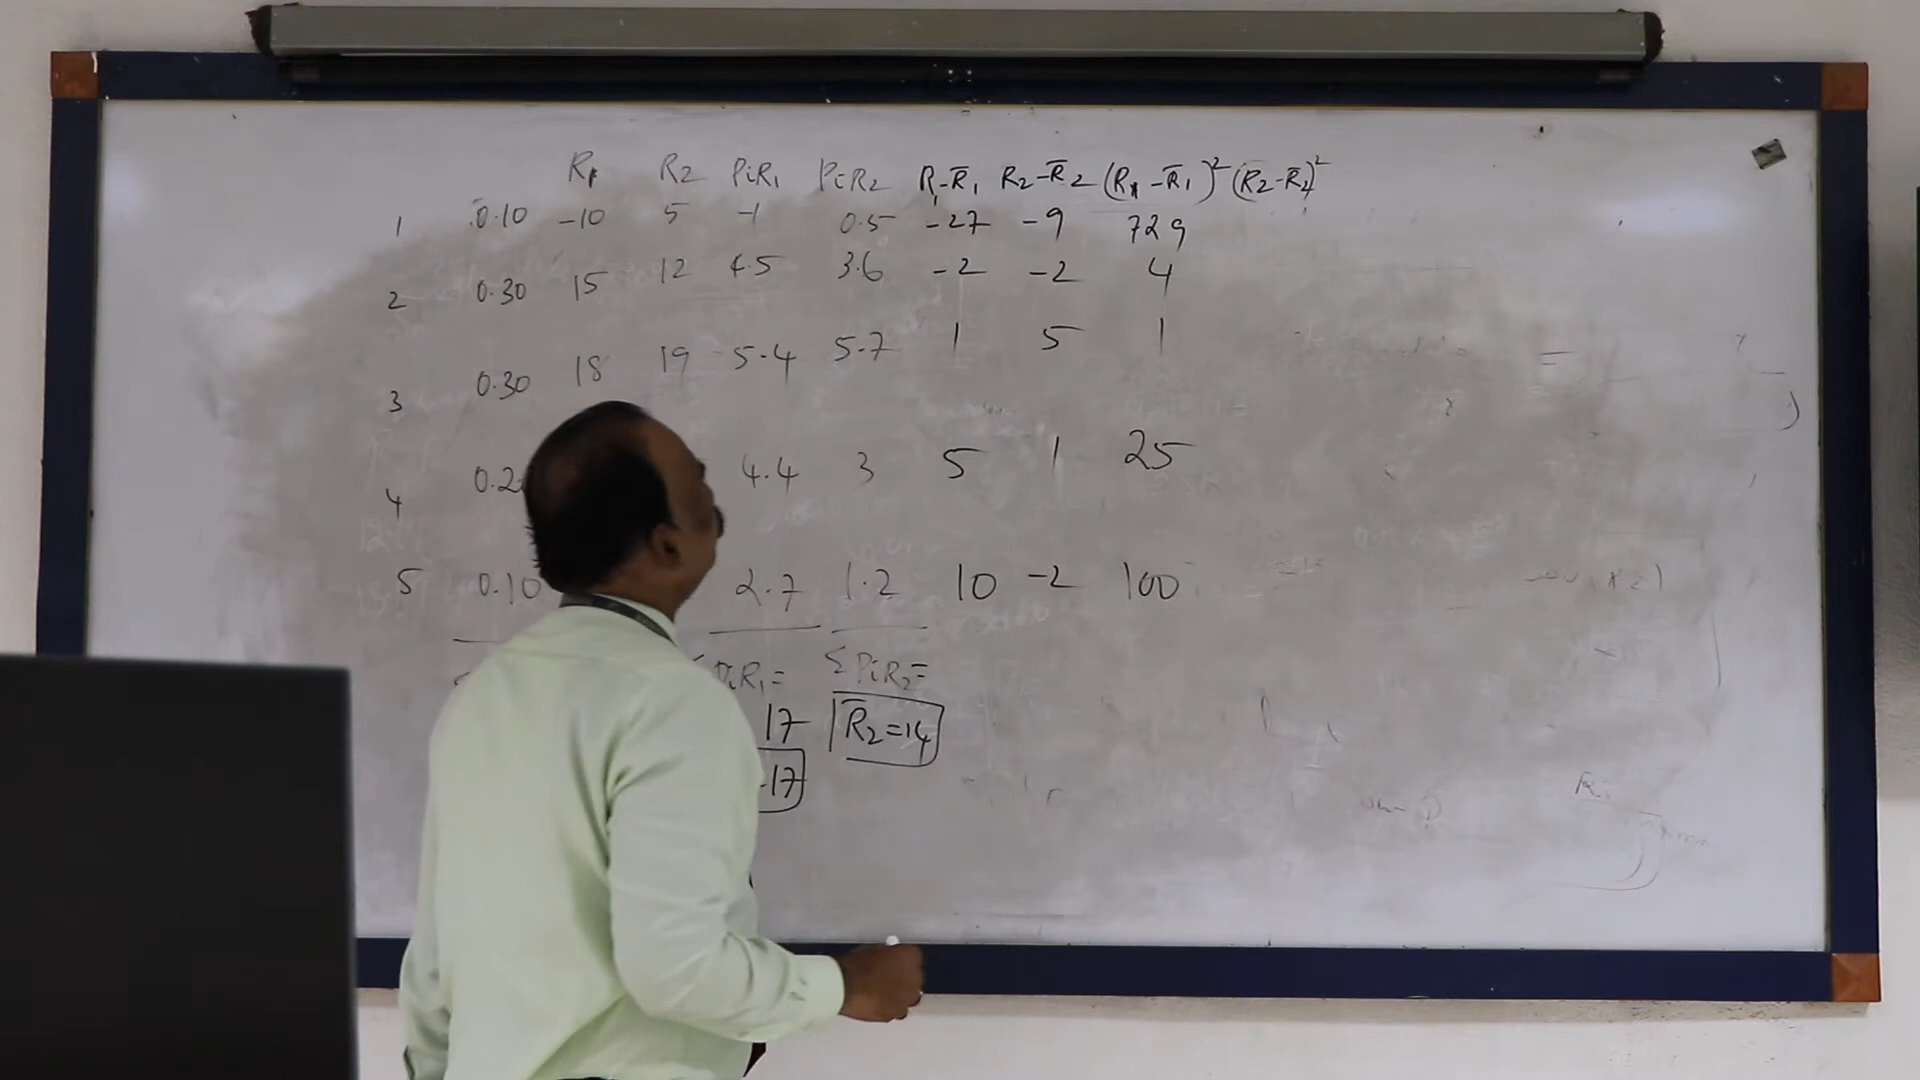 R₁ R2 PiR₁ PiR2 R₁-R̄₁ R2-R̄2 (R₁-R̄₁)² (R2-R̄2)²
1 0.10 -10 5 -1 0.5 -27 -9 729
2 0.30 15 12 4.5 3.6 -2 -2 4
3 0.30 18 19 5.4 5.7 1 5 1
4 0.2 4.4 3 5 1 25
5 0.10 2.7 1.2 10 -2 100
PiR₁= ΣPiR2=
17 R̄2=14
17